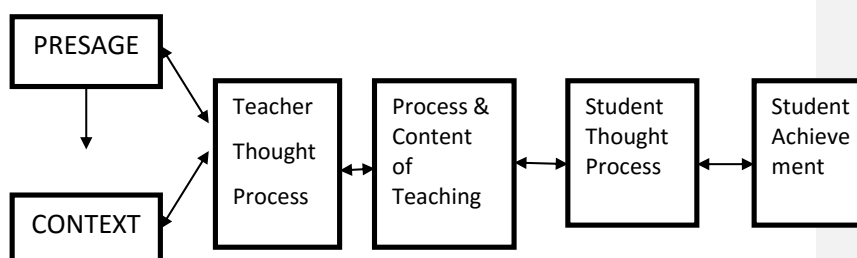 PRESAGE
CONTEXT
Teacher
Thought
Process
Process &
Content
of
Teaching
Student
Thought
Process
Student
Achieve
ment